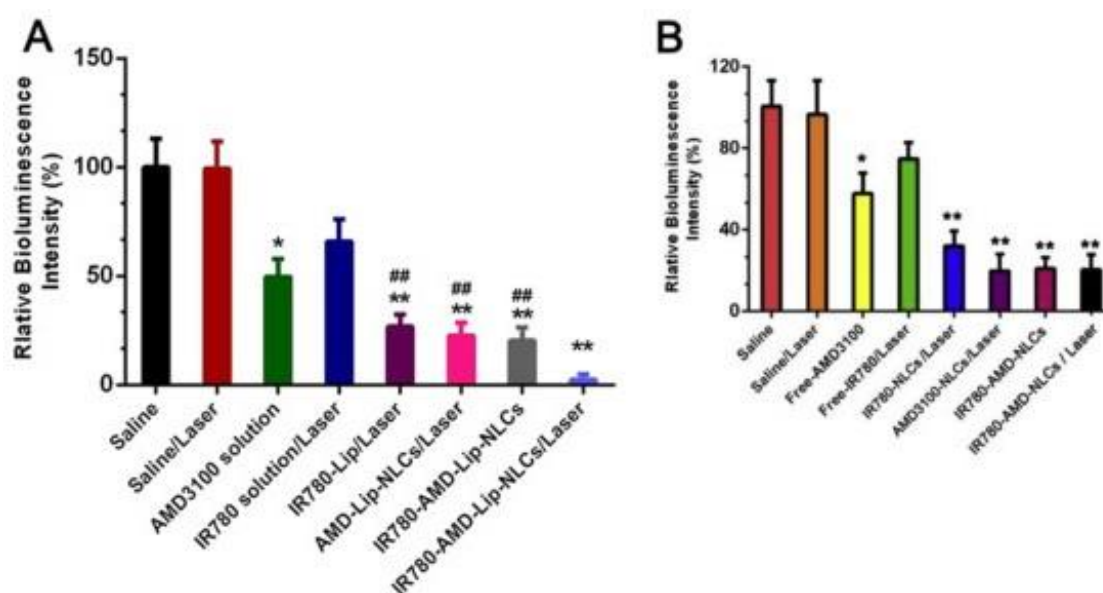 A
Rlative Bioluminescence
Intensity (%)
150
100
50
0
*
##
**
##
**
##
**
**
Saline
Saline/Laser
AMD3100 solution
IR780 solution/Laser
IR780-Lip/Laser
AMD-Lip-NLCs/Laser
IR780-AMD-Lip-NLCs
IR780-AMD-Lip-NLCs/Laser
B
Rlative Bioluminescence
Intensity (%)
120
80
40
0
*
**
**
**
**
Saline
Saline/Laser
Free-AMD3100
Free-IR780/Laser
IR780-NLCs/Laser
AMD3100-NLCs/Laser
IR780-AMD-NLCs
IR780-AMD-NLCs / Laser